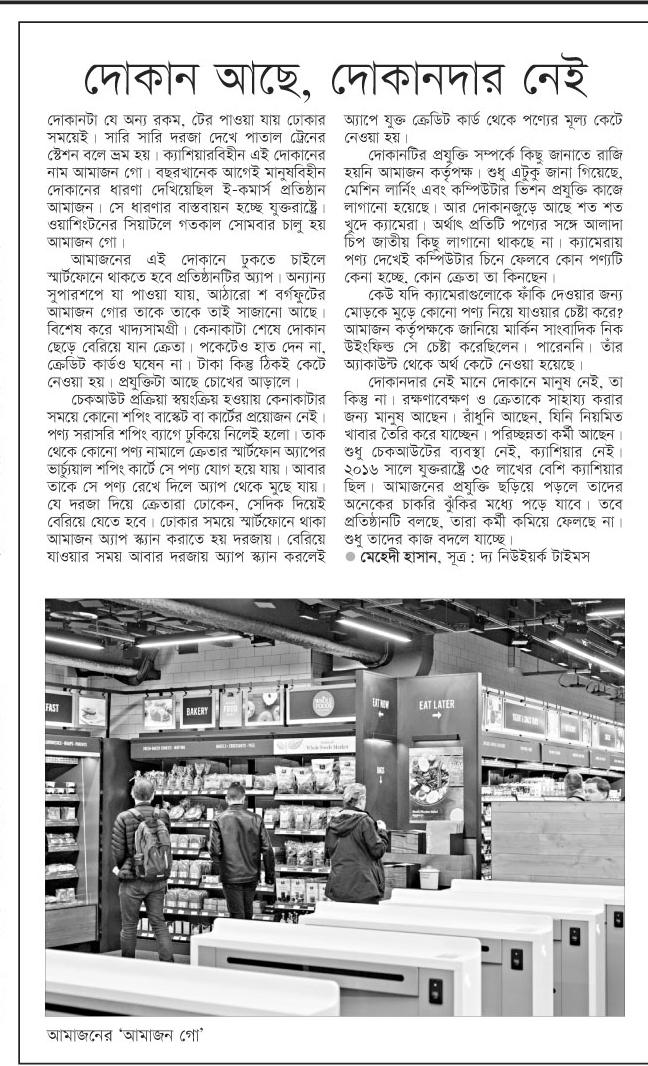 দোকান আছে, দোকানদার নেই
দোকানটা যে অন্য রকম, টের পাওয়া যায় ঢোকার
সময়েই। সারি সারি দরজা দেখে পাতাল ট্রেনের
স্টেশন বলে ভ্রম হয়। ক্যাশিয়ারবিহীন এই দোকানের
নাম আমাজন গো। বছরখানেক আগেই মানুষবিহীন
দোকানের ধারণা দেখিয়েছিল ই-কমার্স প্রতিষ্ঠান
আমাজন। সে ধারণার বাস্তবায়ন হচ্ছে যুক্তরাষ্ট্রে।
ওয়াশিংটনের সিয়াটলে গতকাল সোমবার চালু হয়
আমাজন গো।
আমাজনের এই দোকানে ঢুকতে চাইলে
স্মার্টফোনে থাকতে হবে প্রতিষ্ঠানটির অ্যাপ। অন্যান্য
সুপারশপে যা পাওয়া যায়, আঠারো শ বর্গফুটের
আমাজন গোর তাকে তাকে তাই সাজানো আছে।
বিশেষ করে খাদ্যসামগ্রী। কেনাকাটা শেষে দোকান
ছেড়ে বেরিয়ে যান ক্রেতা। পকেটেও হাত দেন না,
ক্রেডিট কার্ডও ঘষেন না। টাকা কিন্তু ঠিকই কেটে
নেওয়া হয়। প্রযুক্তিটা আছে চোখের আড়ালে।
চেকআউট প্রক্রিয়া স্বয়ংক্রিয় হওয়ায় কেনাকাটার
সময়ে কোনো শপিং বাস্কেট বা কার্টের প্রয়োজন নেই।
পণ্য সরাসরি শপিং ব্যাগে ঢুকিয়ে নিলেই হলো। তাক
থেকে কোনো পণ্য নামালে ক্রেতার স্মার্টফোন অ্যাপের
ভার্চ্যুয়াল শপিং কার্টে সে পণ্য যোগ হয়ে যায়। আবার
তাকে সে পণ্য রেখে দিলে অ্যাপ থেকে মুছে যায়।
যে দরজা দিয়ে ক্রেতারা ঢোকেন, সেদিক দিয়েই
বেরিয়ে যেতে হবে। ঢোকার সময়ে স্মার্টফোনে থাকা
আমাজন অ্যাপ স্ক্যান করাতে হয় দরজায়। বেরিয়ে
যাওয়ার সময় আবার দরজায় অ্যাপ স্ক্যান করলেই
অ্যাপে যুক্ত ক্রেডিট কার্ড থেকে পণ্যের মূল্য কেটে
নেওয়া হয়।
দোকানটির প্রযুক্তি সম্পর্কে কিছু জানাতে রাজি
হয়নি আমাজন কর্তৃপক্ষ। শুধু এটুকু জানা গিয়েছে,
মেশিন লার্নিং এবং কম্পিউটার ভিশন প্রযুক্তি কাজে
লাগানো হয়েছে। আর দোকানজুড়ে আছে শত শত
খুদে ক্যামেরা। অর্থাৎ প্রতিটি পণ্যের সঙ্গে আলাদা
চিপ জাতীয় কিছু লাগানো থাকছে না। ক্যামেরায়
পণ্য দেখেই কম্পিউটার চিনে ফেলবে কোন পণ্যটি
কেনা হচ্ছে, কোন ক্রেতা তা কিনছেন।
কেউ যদি ক্যামেরাগুলোকে ফাঁকি দেওয়ার জন্য
মোড়কে মুড়ে কোনো পণ্য নিয়ে যাওয়ার চেষ্টা করে?
আমাজন কর্তৃপক্ষকে জানিয়ে মার্কিন সাংবাদিক নিক
উইংফিল্ড সে চেষ্টা করেছিলেন। পারেননি। তাঁর
অ্যাকাউন্ট থেকে অর্থ কেটে নেওয়া হয়েছে।
দোকানদার নেই মানে দোকানে মানুষ নেই, তা
কিন্তু না। রক্ষণাবেক্ষণ ও ক্রেতাকে সাহায্য করার
জন্য মানুষ আছেন। রাঁধুনি আছেন, যিনি নিয়মিত
খাবার তৈরি করে যাচ্ছেন। পরিচ্ছন্নতা কর্মী আছেন।
শুধু চেকআউটের ব্যবস্থা নেই, ক্যাশিয়ার নেই।
২০১৬ সালে যুক্তরাষ্ট্রে ৩৫ লাখের বেশি ক্যাশিয়ার
ছিল। আমাজনের প্রযুক্তি ছড়িয়ে পড়লে তাদের
অনেকের চাকরি ঝুঁকির মধ্যে পড়ে যাবে। তবে
প্রতিষ্ঠানটি বলছে, তারা কর্মী কমিয়ে ফেলছে না।
শুধু তাদের কাজ বদলে যাচ্ছে।
● মেহেদী হাসান, সূত্র : দ্য নিউইয়র্ক টাইমস
BAKERY
EAT NOW
EAT LATER
Whole Foods Market
আমাজনের ‘আমাজন গো’